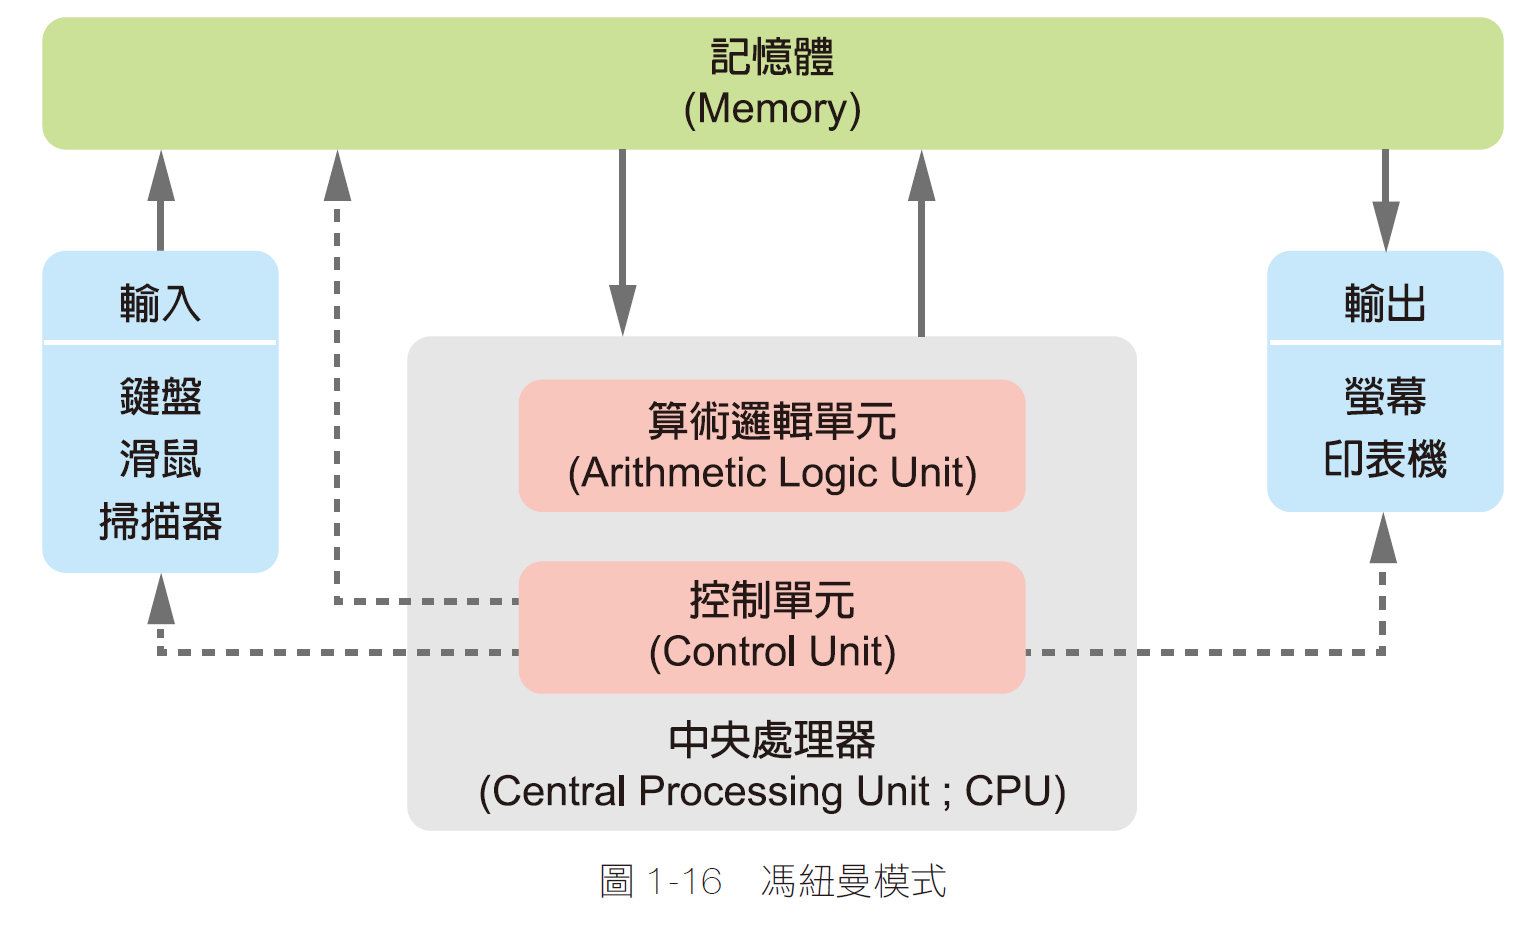 記憶體
(Memory)
輸入
鍵盤
滑鼠
掃描器
算術邏輯單元
(Arithmetic Logic Unit)
控制單元
(Control Unit)
中央處理器
(Central Processing Unit ; CPU)
輸出
螢幕
印表機
圖 1-16　馮紐曼模式